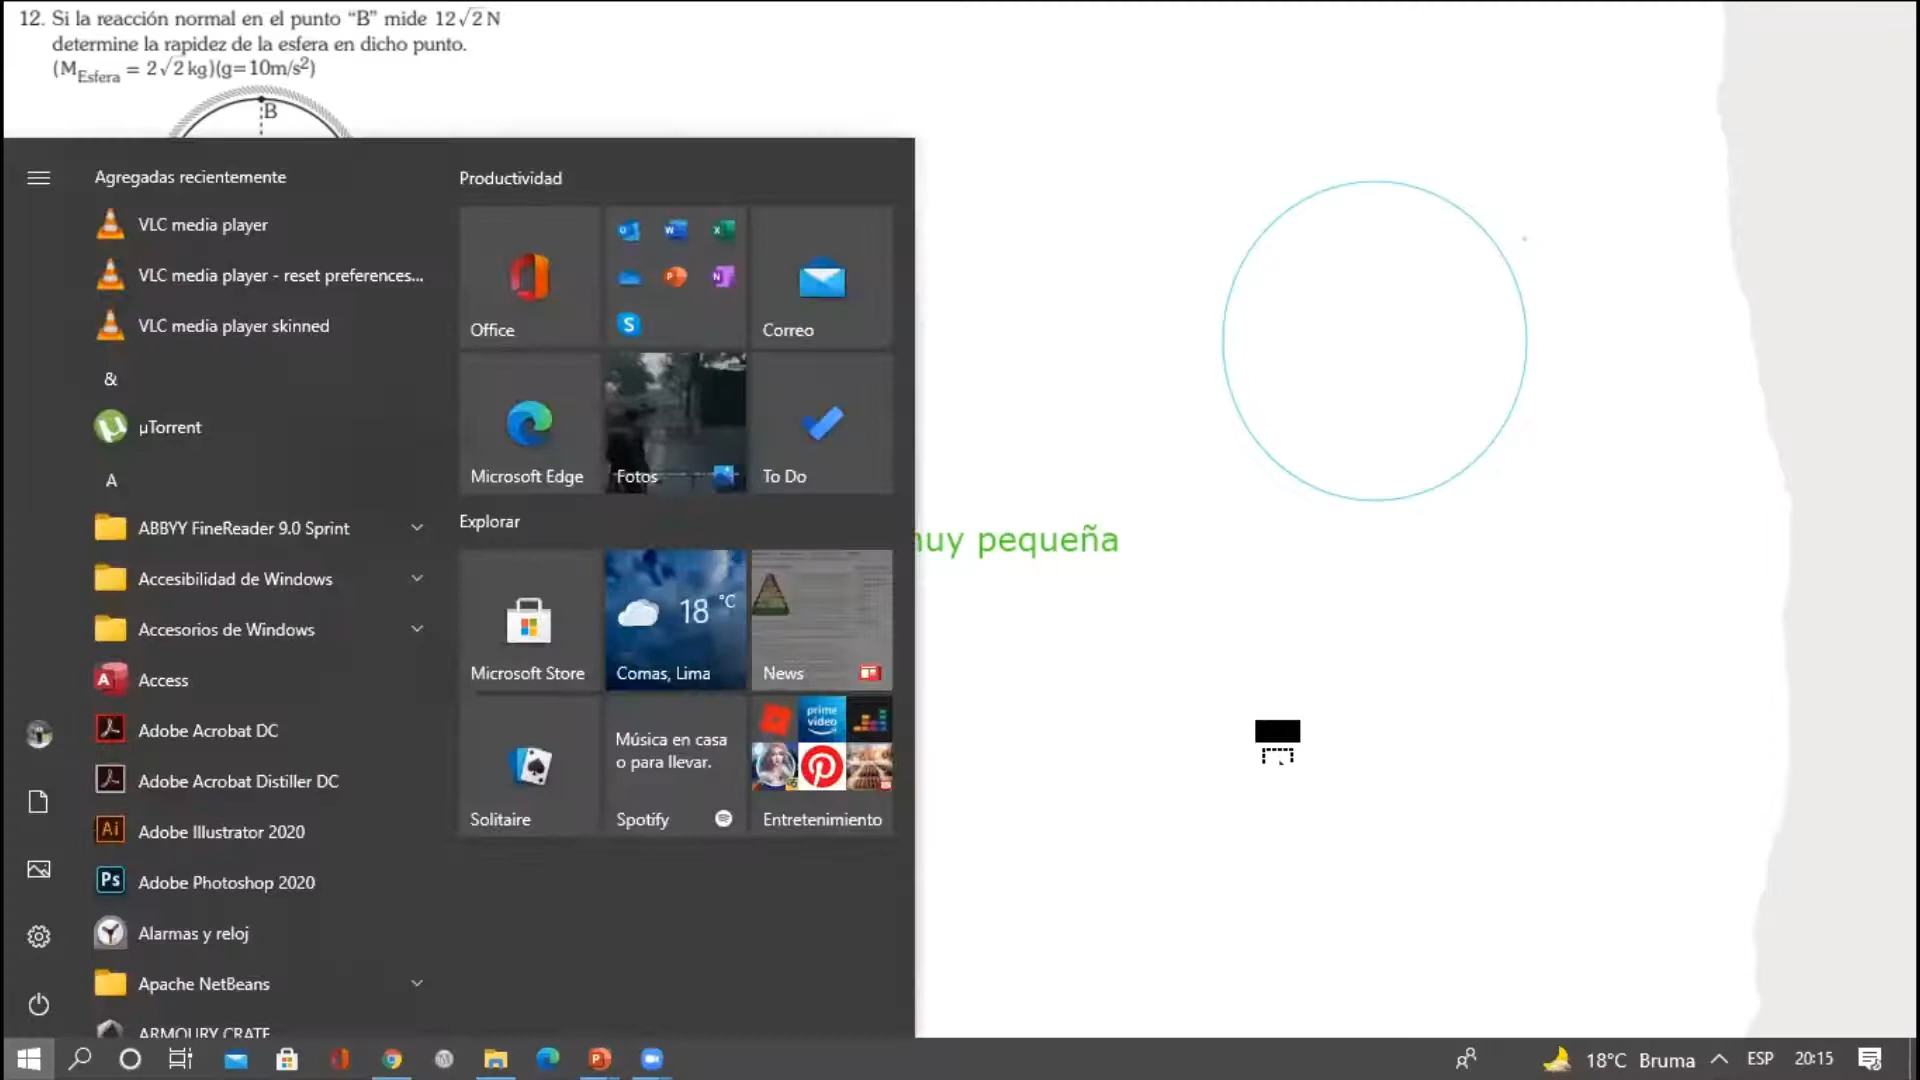 12. Si la reacción normal en el punto “B” mide 12√2 N
determine la rapidez de la esfera en dicho punto.
(M_Esfera = 2√2 kg)(g=10m/s²)
B
Agregadas recientemente
VLC media player
VLC media player - reset preferences...
VLC media player skinned
&
µTorrent
A
ABBYY FineReader 9.0 Sprint
Accesibilidad de Windows
Accesorios de Windows
Access
Adobe Acrobat DC
Adobe Acrobat Distiller DC
Adobe Illustrator 2020
Adobe Photoshop 2020
Alarmas y reloj
Apache NetBeans
ARMOURY CRATE
Productividad
Office
Correo
Microsoft Edge
Fotos
To Do
Explorar
Microsoft Store
18 °C
Comas, Lima
News
Solitaire
Música en casa
o para llevar.
Spotify
prime
video
Entretenimiento
muy pequeña
18°C Bruma
ESP
20:15